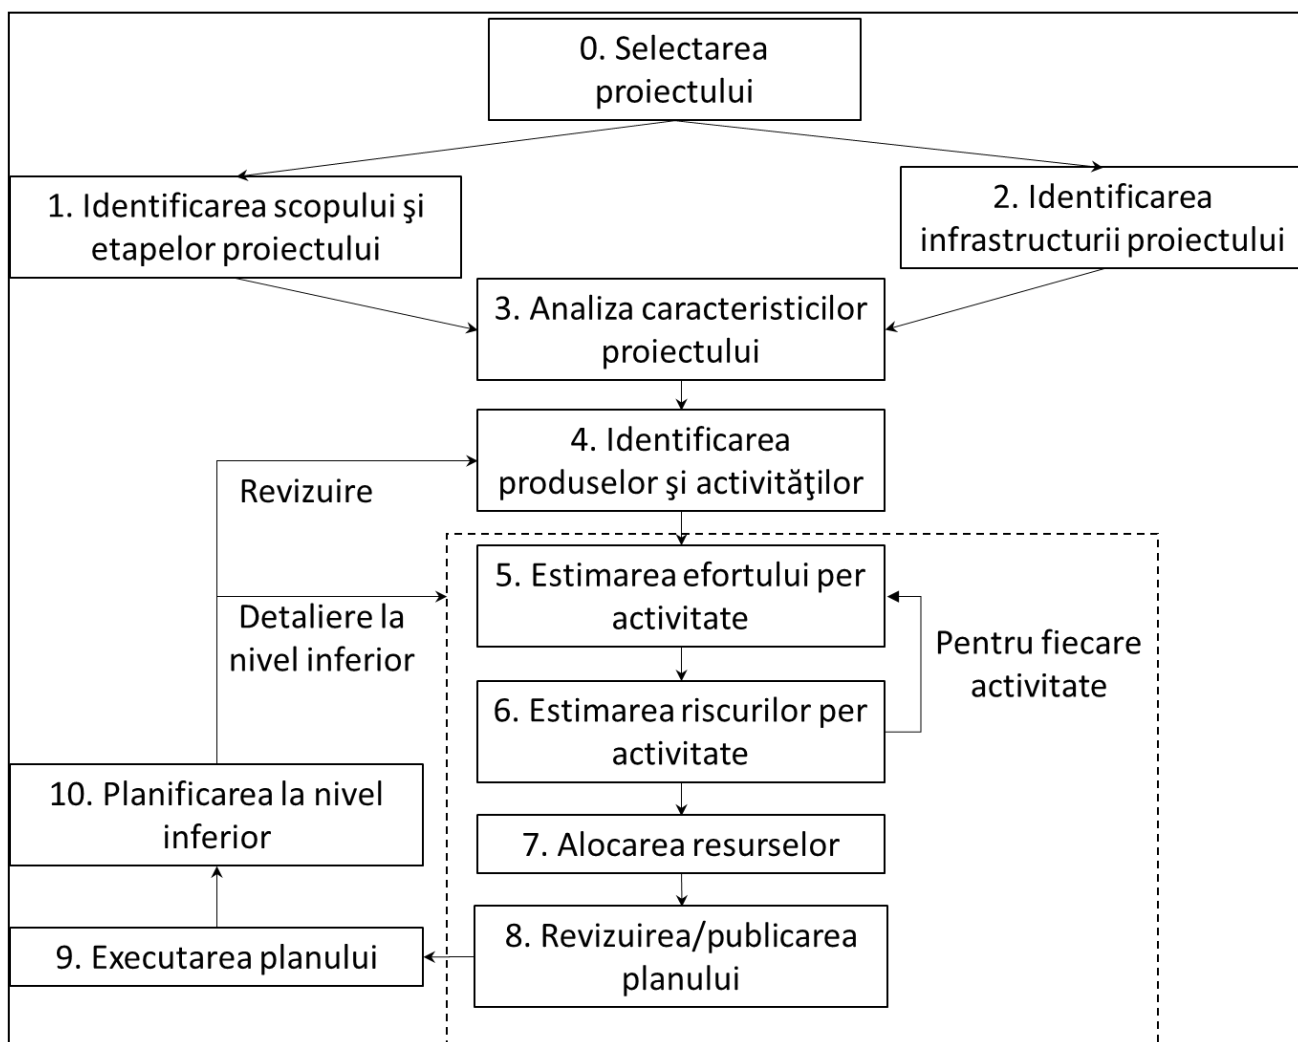 0. Selectarea
proiectului
1. Identificarea scopului şi
etapelor proiectului
2. Identificarea
infrastructurii proiectului
3. Analiza caracteristicilor
proiectului
4. Identificarea
produselor şi activităţilor
Revizuire
5. Estimarea efortului per
activitate
Detaliere la
nivel inferior
Pentru fiecare
activitate
6. Estimarea riscurilor per
activitate
10. Planificarea la nivel
inferior
7. Alocarea resurselor
8. Revizuirea/publicarea
planului
9. Executarea planului